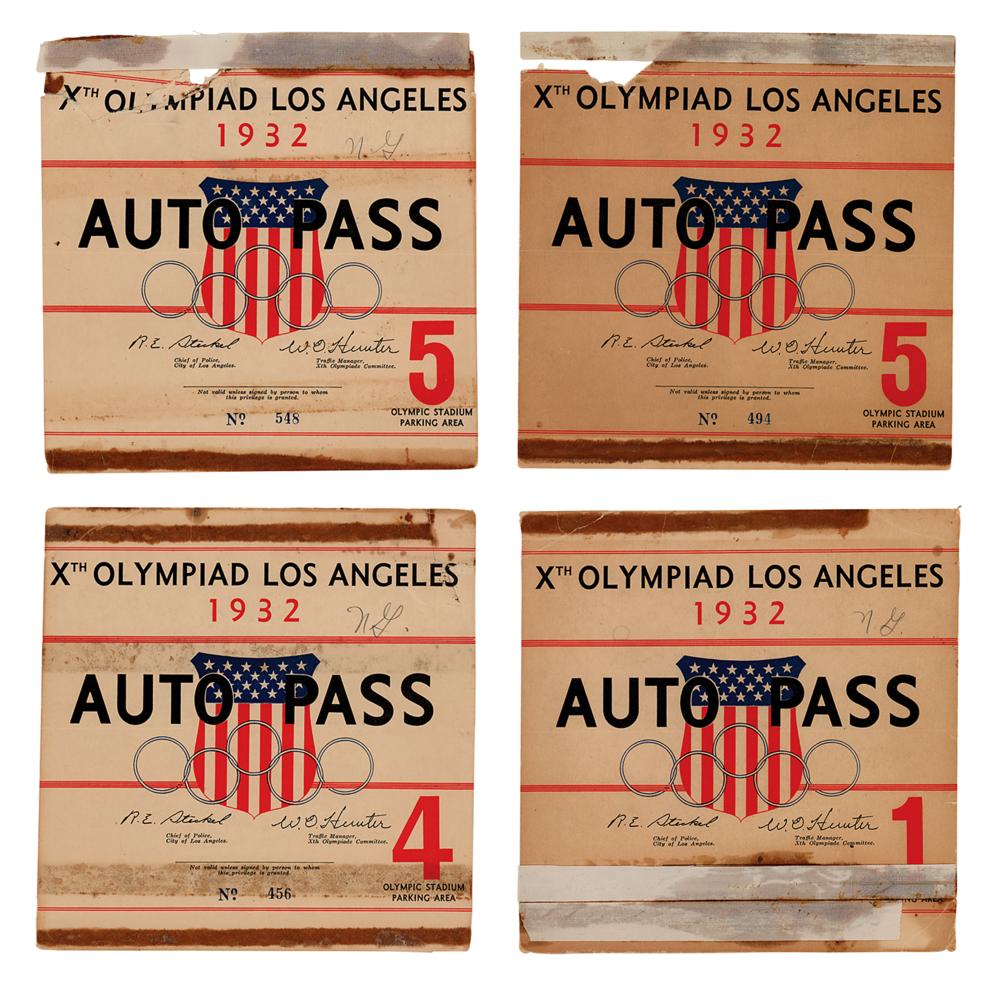 Xᵀᴴ OLYMPIAD LOS ANGELES
1932
N.G.
AUTO PASS
R.E. Steckel
Chief of Police,
City of Los Angeles.
W.O. Hunter
Traffic Manager,
Xth Olympiade Committee.
5
Not valid unless signed by person to whom
this privilege is granted.
Nº 548
OLYMPIC STADIUM
PARKING AREA
Xᵀᴴ OLYMPIAD LOS ANGELES
1932
AUTO PASS
R.E. Steckel
Chief of Police,
City of Los Angeles.
W.O. Hunter
Traffic Manager,
Xth Olympiade Committee.
5
Not valid unless signed by person to whom
this privilege is granted.
Nº 494
OLYMPIC STADIUM
PARKING AREA
Xᵀᴴ OLYMPIAD LOS ANGELES
1932
N.G.
AUTO PASS
R.E. Steckel
Chief of Police,
City of Los Angeles.
W.O. Hunter
Traffic Manager,
Xth Olympiade Committee.
4
Not valid unless signed by person to whom
this privilege is granted.
Nº 456
OLYMPIC STADIUM
PARKING AREA
Xᵀᴴ OLYMPIAD LOS ANGELES
1932
N.G.
AUTO PASS
R.E. Steckel
Chief of Police,
City of Los Angeles.
W.O. Hunter
Traffic Manager,
Xth Olympiade Committee.
1